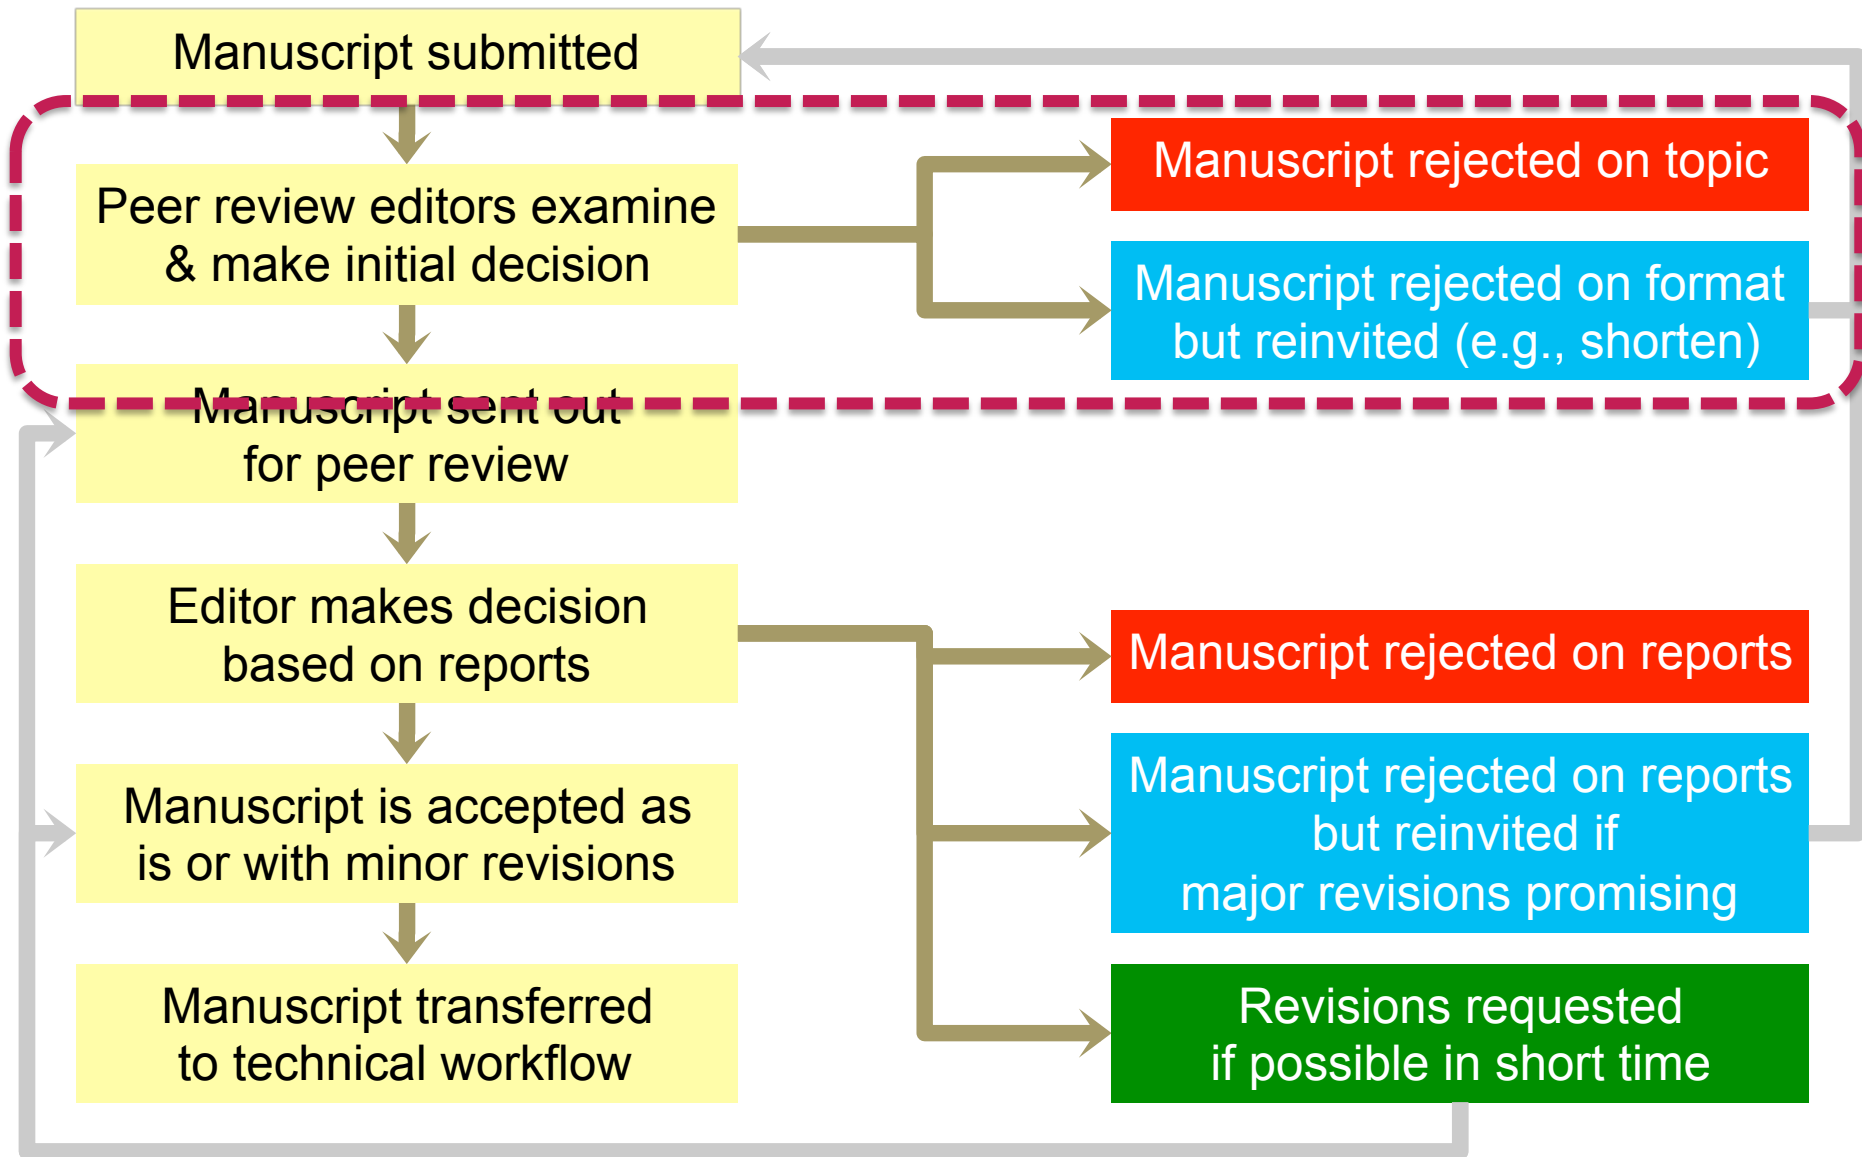 Manuscript submitted
Peer review editors examine
& make initial decision
Manuscript rejected on topic
Manuscript rejected on format
but reinvited (e.g., shorten)
Manuscript sent out
for peer review
Editor makes decision
based on reports
Manuscript rejected on reports
Manuscript rejected on reports
but reinvited if
major revisions promising
Manuscript is accepted as
is or with minor revisions
Manuscript transferred
to technical workflow
Revisions requested
if possible in short time